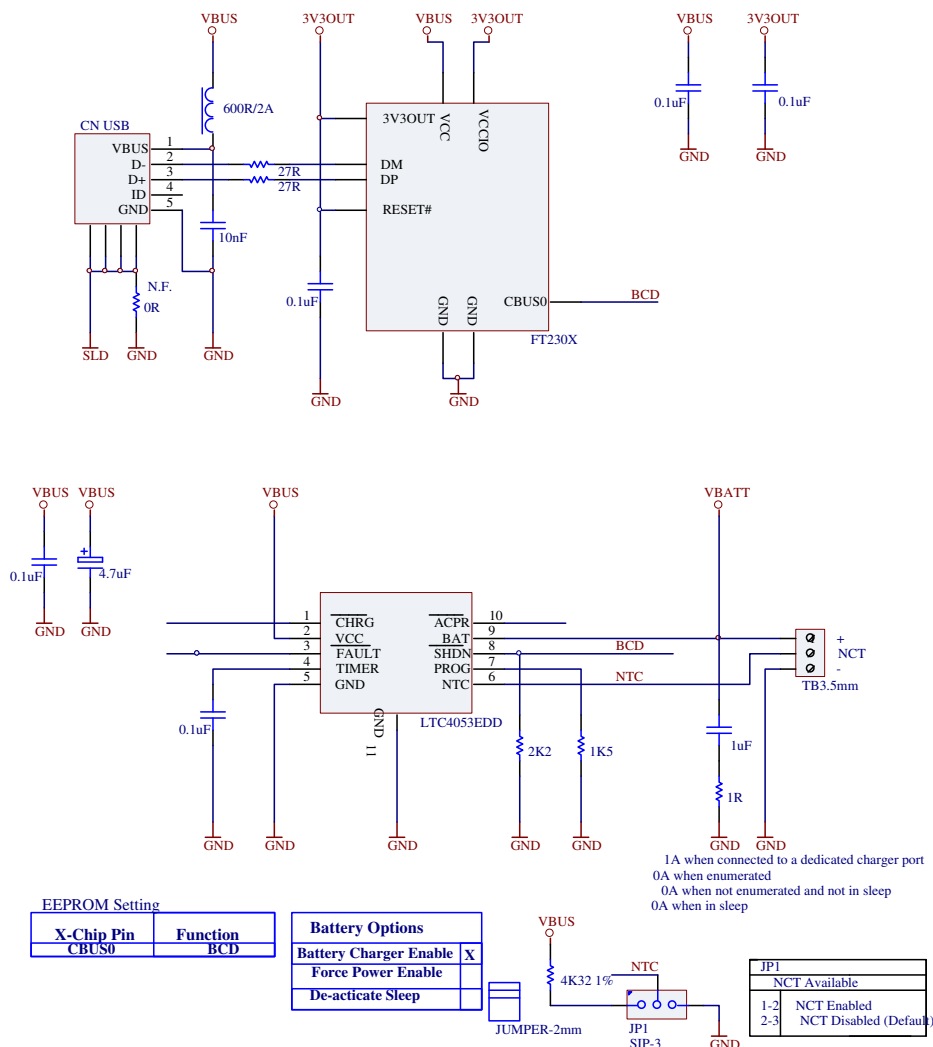 VBUS 3V3OUT VBUS 3V3OUT VBUS 3V3OUT
600R/2A
0.1uF 0.1uF
GND GND
CN USB
VBUS 1
D- 2
D+ 3
ID 4
GND 5
27R
27R
10nF
N.F.
0R
0.1uF
SLD GND GND GND GND
3V3OUT
VCC
VCCIO
DM
DP
RESET#
GND
GND
CBUS0 BCD
FT230X
VBUS VBUS VBUS VBATT
0.1uF 4.7uF
GND GND
1 CHRG ACPR 10
2 VCC BAT 9
3 FAULT SHDN 8 BCD
4 TIMER PROG 7
5 GND NTC 6 NTC
GND
11
LTC4053EDD
+
NCT
-
TB3.5mm
0.1uF 2K2 1K5 1uF
1R
GND GND GND GND GND GND GND
1A when connected to a dedicated charger port
0A when enumerated
0A when not enumerated and not in sleep
0A when in sleep
EEPROM Setting
X-Chip Pin Function
CBUS0 BCD
Battery Options
Battery Charger Enable X
Force Power Enable
De-acticate Sleep
JUMPER-2mm
VBUS
4K32 1%
NTC
JP1
SIP-3
GND
JP1
NCT Available
1-2 NCT Enabled
2-3 NCT Disabled (Default)